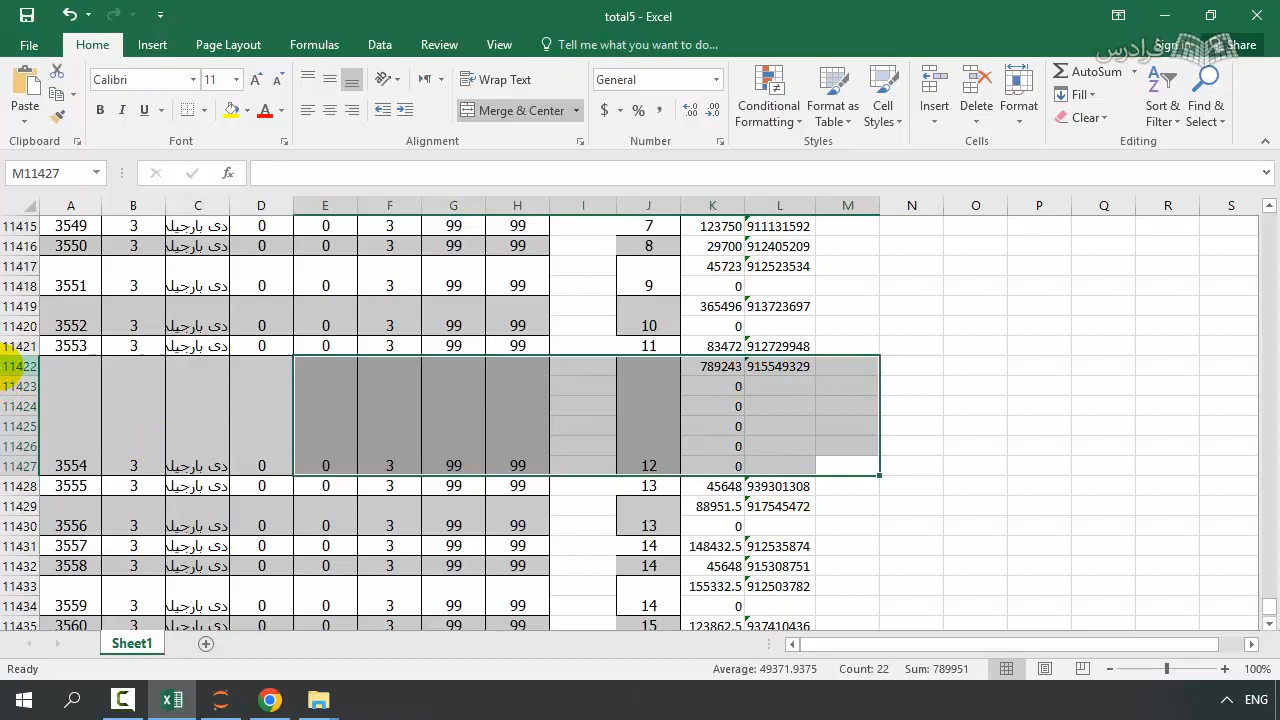 total5 - Excel
File Home Insert Page Layout Formulas Data Review View Tell me what you want to do... Share
فرادرس
Paste Calibri 11 Wrap Text General Conditional Formatting Format as Table Cell Styles Insert Delete Format AutoSum Fill Clear Sort & Filter Find & Select
B I U A Merge & Center $ % ,
Clipboard Font Alignment Number Styles Cells Editing
M11427 fx
A B C D E F G H I J K L M N O P Q R S
11415 3549 3 دی بارجیل 0 0 3 99 99 7 123750 911131592
11416 3550 3 دی بارجیل 0 0 3 99 99 8 29700 912405209
11417 45723 912523534
11418 3551 3 دی بارجیل 0 0 3 99 99 9 0
11419 365496 913723697
11420 3552 3 دی بارجیل 0 0 3 99 99 10 0
11421 3553 3 دی بارجیل 0 0 3 99 99 11 83472 912729948
11422 789243 915549329
11423 0
11424 0
11425 0
11426 0
11427 3554 3 دی بارجیل 0 0 3 99 99 12 0
11428 3555 3 دی بارجیل 0 0 3 99 99 13 45648 939301308
11429 88951.5 917545472
11430 3556 3 دی بارجیل 0 0 3 99 99 13 0
11431 3557 3 دی بارجیل 0 0 3 99 99 14 148432.5 912535874
11432 3558 3 دی بارجیل 0 0 3 99 99 14 45648 915308751
11433 155332.5 912503782
11434 3559 3 دی بارجیل 0 0 3 99 99 14 0
11435 3560 3 دی بارجیل 0 0 3 99 99 15 123862.5 937410436
Sheet1
Ready Average: 49371.9375 Count: 22 Sum: 789951 100%
ENG